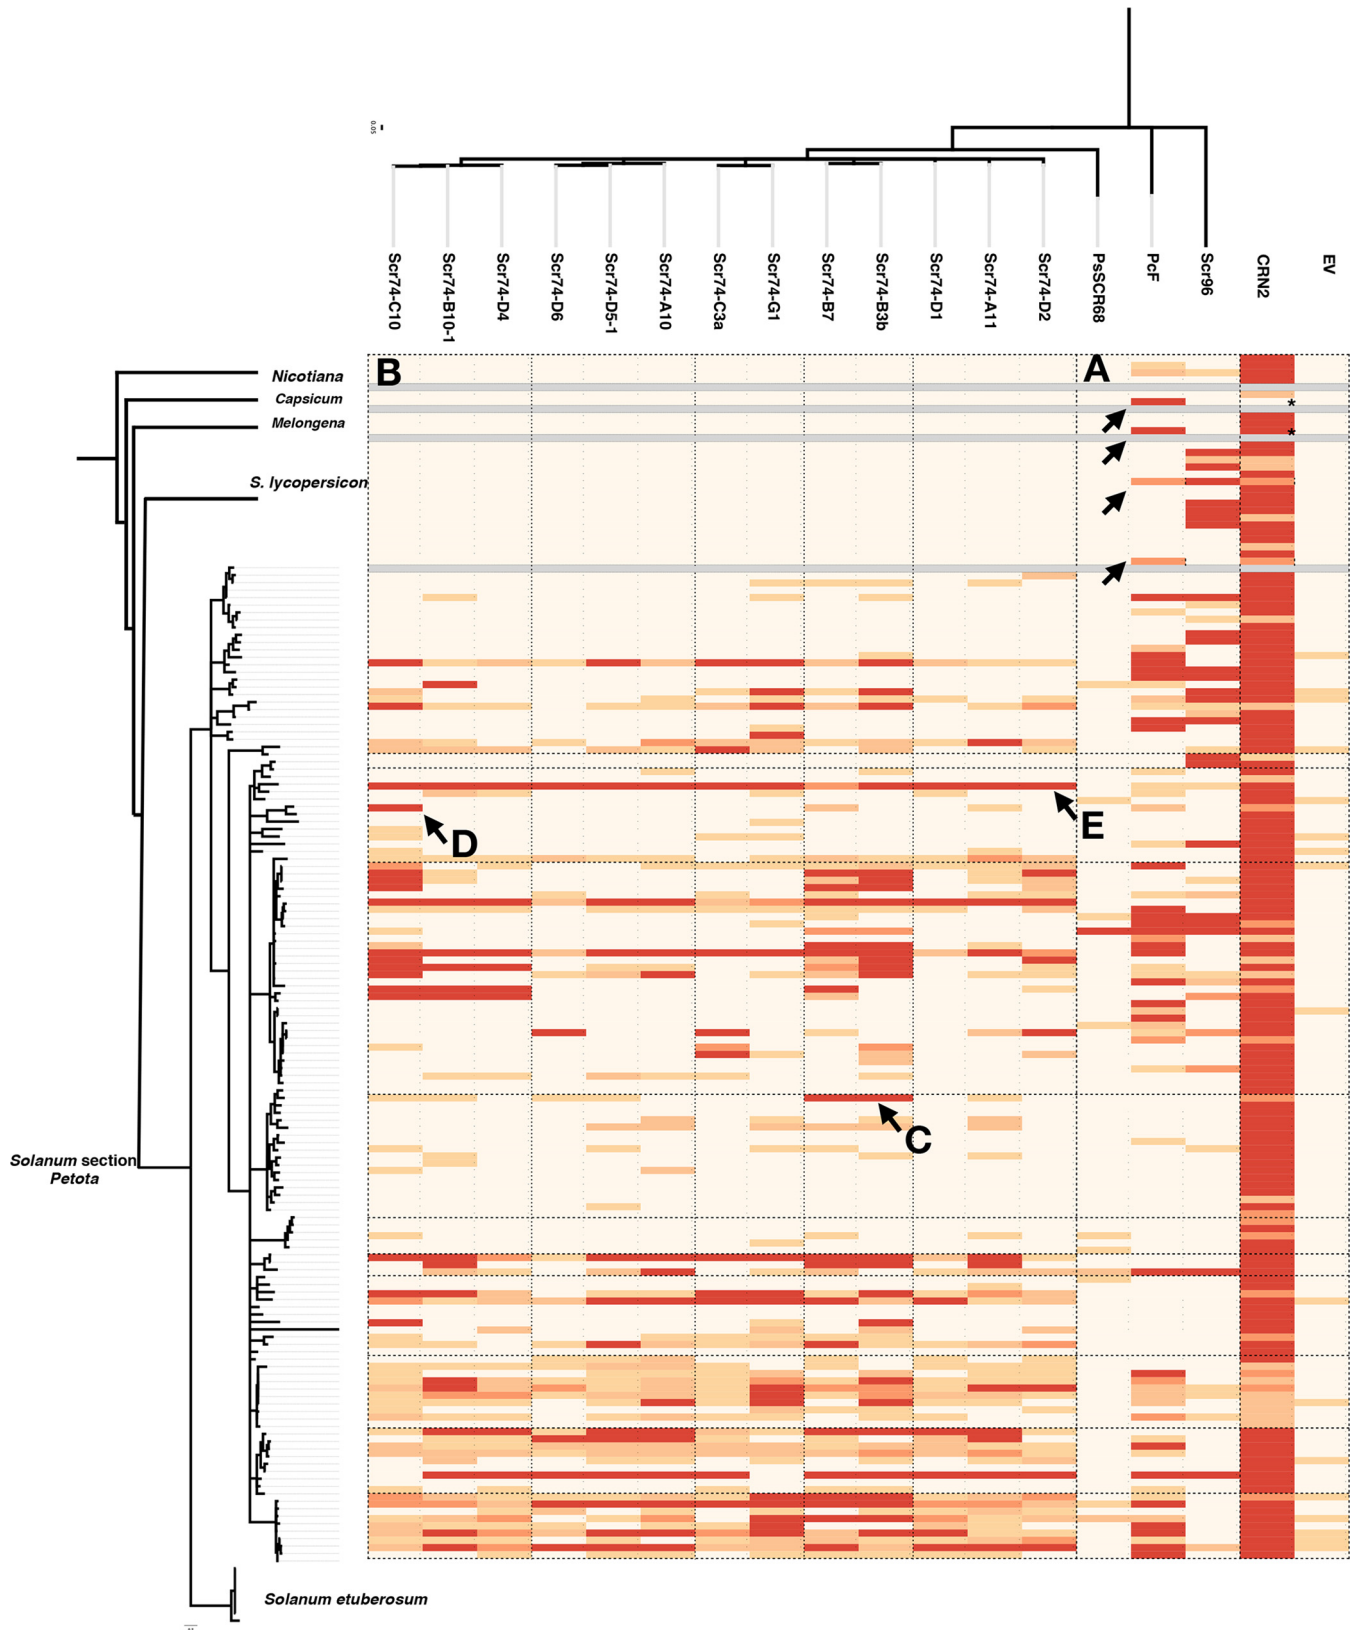 0.05
Scr74-C10
Scr74-B10-1
Scr74-D4
Scr74-D6
Scr74-D5-1
Scr74-A10
Scr74-C3a
Scr74-G1
Scr74-B7
Scr74-B3b
Scr74-D1
Scr74-A11
Scr74-D2
PsSCR68
PcF
Scr96
CRN2
EV
B
A
Nicotiana
Capsicum
*
Melongena
*
S. lycopersicon
D
E
C
Solanum section
Petota
Solanum etuberosum